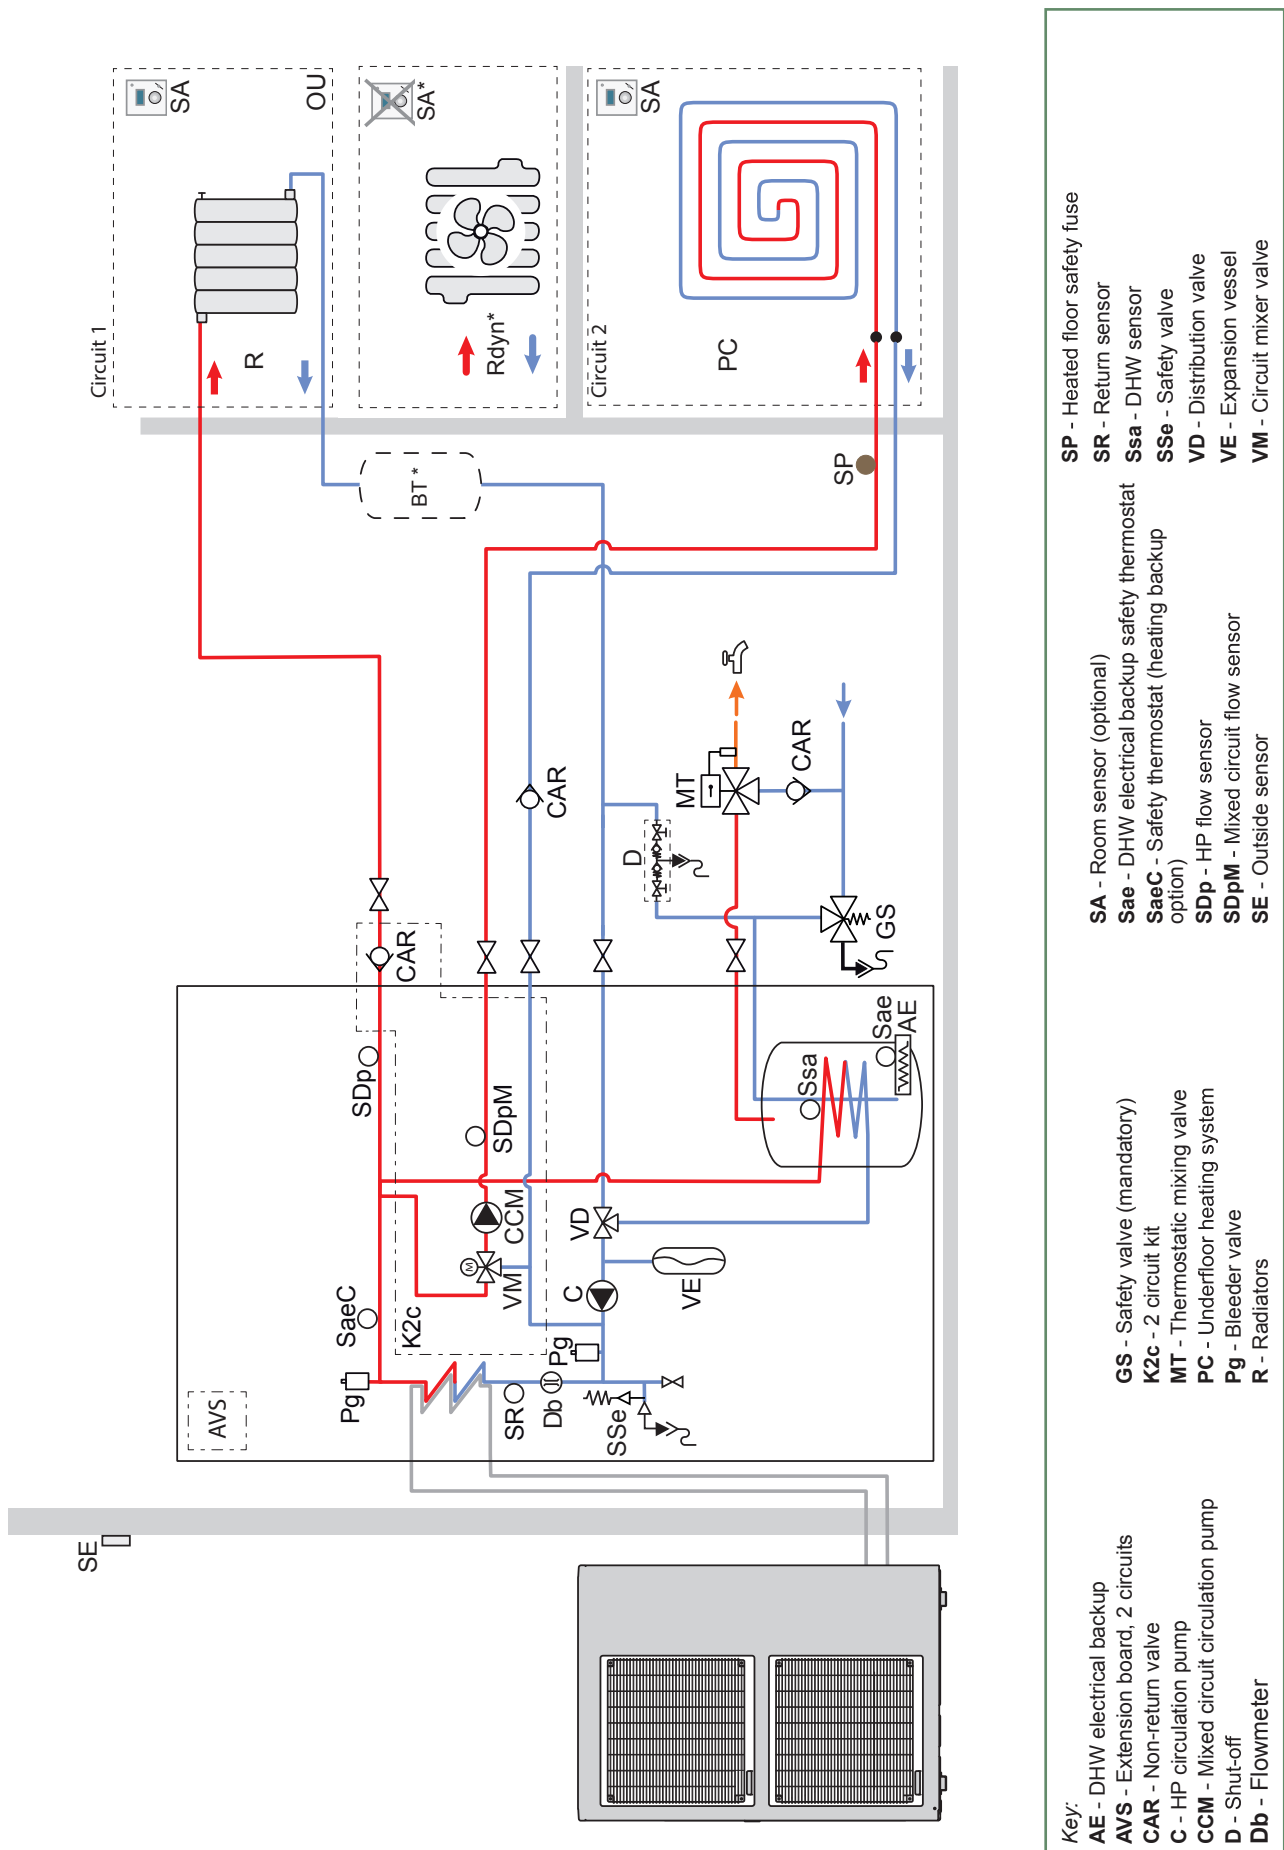 SE
AVS
Pg
SaeC
SDp
CAR
K2c
SR
Db
Pg
SSe
C
VE
VM
CCM
VD
SDpM
Ssa
Sae
AE
CAR
D
MT
CAR
GS
BT *
SP
Circuit 1
R
OU
SA
Rdyn*
SA*
Circuit 2
PC
SA
M
Key:
AE - DHW electrical backup
AVS - Extension board, 2 circuits
CAR - Non-return valve
C - HP circulation pump
CCM - Mixed circuit circulation pump
D - Shut-off
Db - Flowmeter
GS - Safety valve (mandatory)
K2c - 2 circuit kit
MT - Thermostatic mixing valve
PC - Underfloor heating system
Pg - Bleeder valve
R - Radiators
SA - Room sensor (optional)
Sae - DHW electrical backup safety thermostat
SaeC - Safety thermostat (heating backup
option)
SDp - HP flow sensor
SDpM - Mixed circuit flow sensor
SE - Outside sensor
SP - Heated floor safety fuse
SR - Return sensor
Ssa - DHW sensor
SSe - Safety valve
VD - Distribution valve
VE - Expansion vessel
VM - Circuit mixer valve